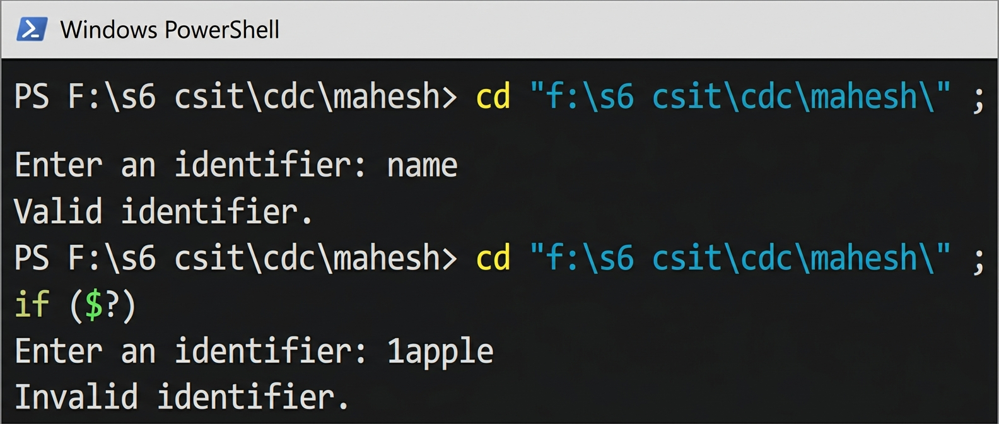 Windows PowerShell
PS F:\s6 csit\cdc\mahesh> cd "f:\s6 csit\cdc\mahesh\" ;
Enter an identifier: name
Valid identifier.
PS F:\s6 csit\cdc\mahesh> cd "f:\s6 csit\cdc\mahesh\" ;
if ($?)
Enter an identifier: 1apple
Invalid identifier.